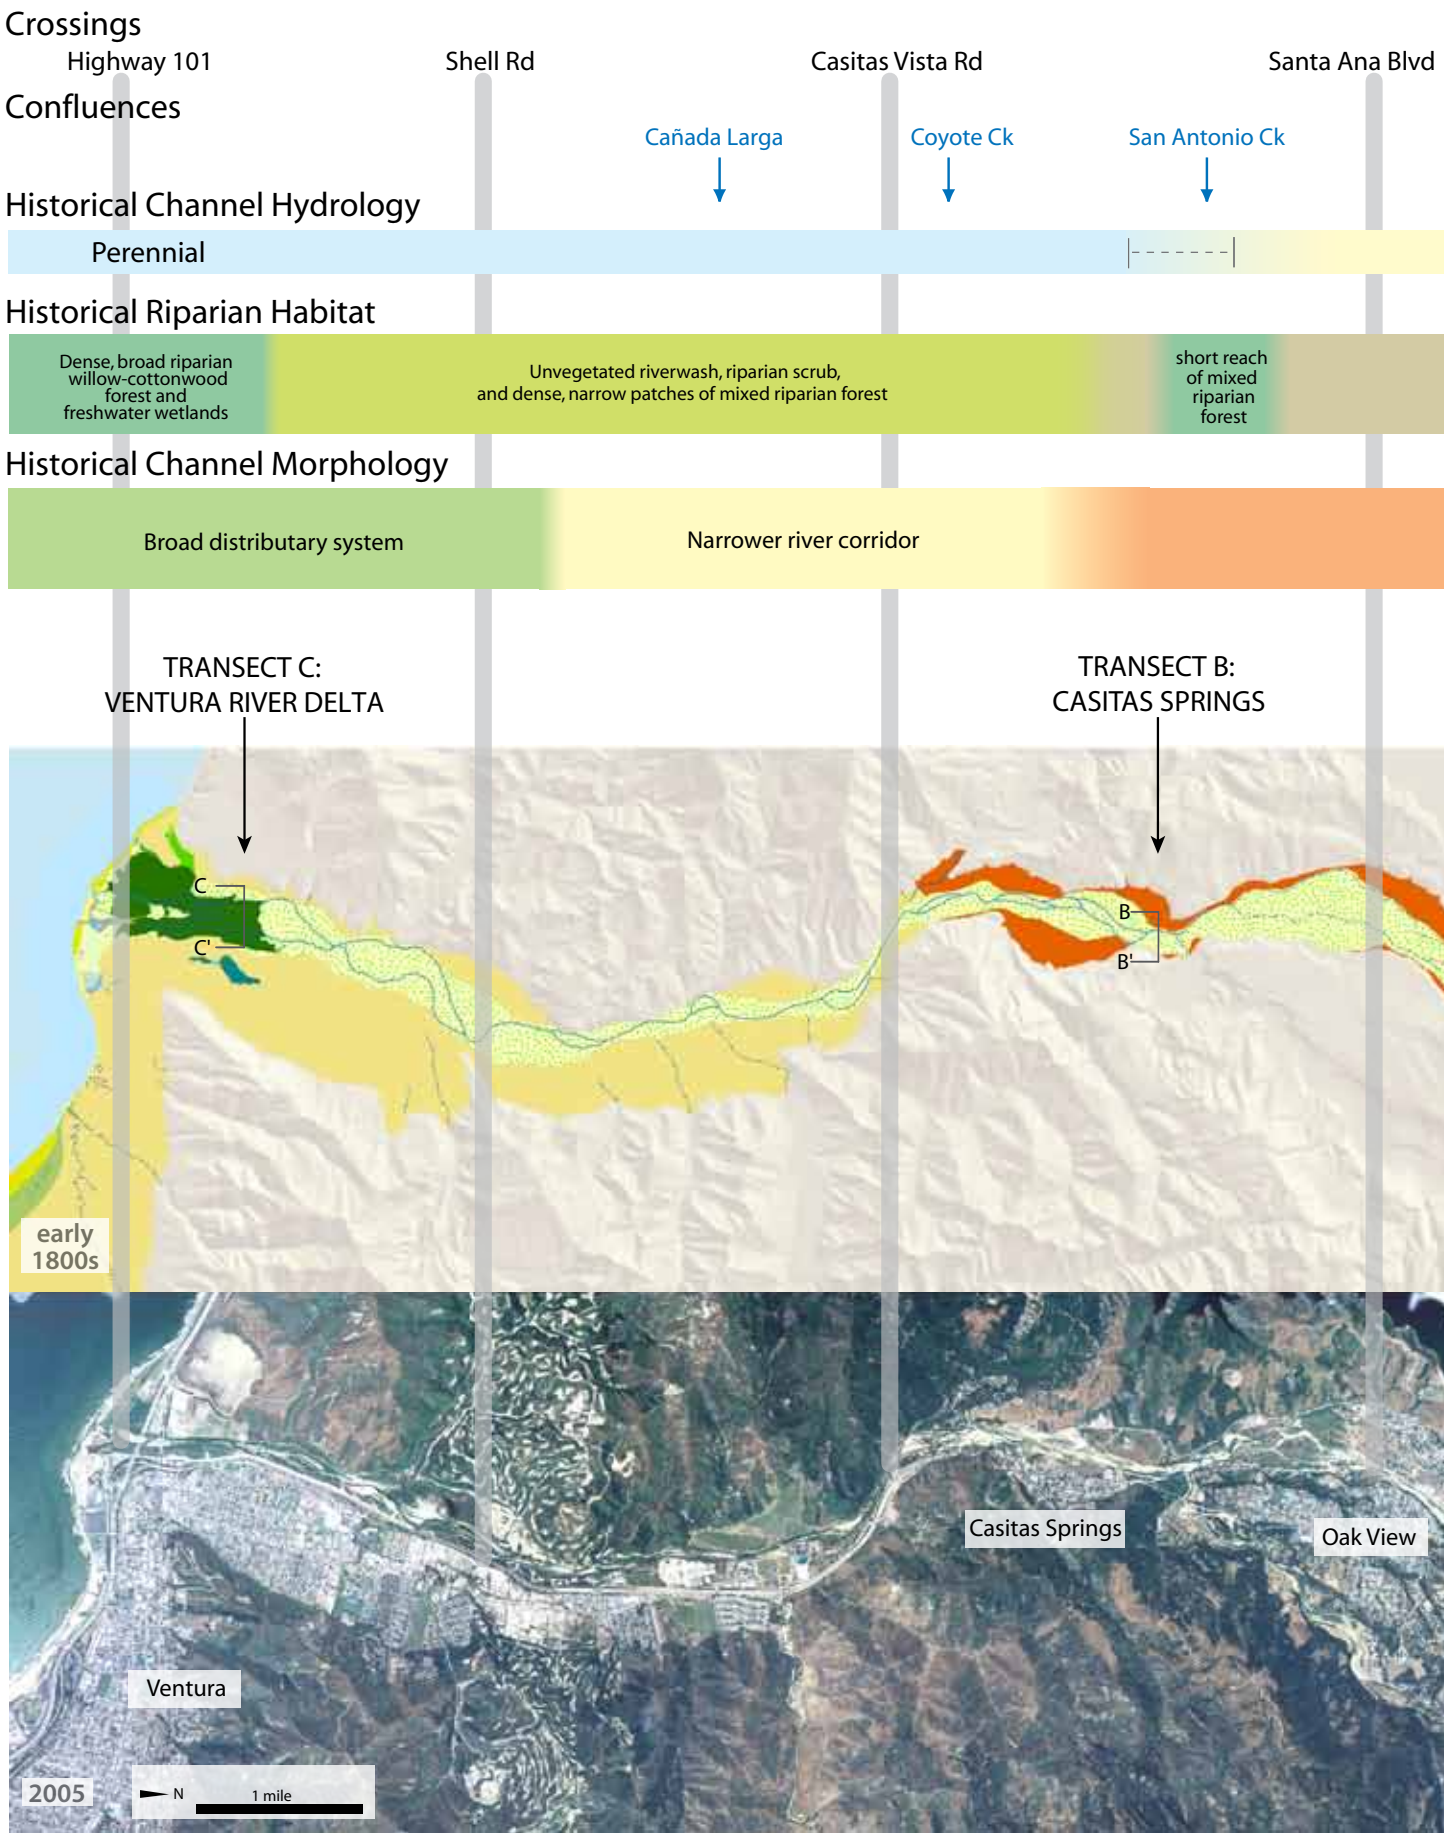 Crossings
Highway 101
Shell Rd
Casitas Vista Rd
Santa Ana Blvd
Confluences
Cañada Larga
Coyote Ck
San Antonio Ck
Historical Channel Hydrology
Perennial
Historical Riparian Habitat
Dense, broad riparian
willow-cottonwood
forest and
freshwater wetlands
Unvegetated riverwash, riparian scrub,
and dense, narrow patches of mixed riparian forest
short reach
of mixed
riparian
forest
Historical Channel Morphology
Broad distributary system
Narrower river corridor
TRANSECT C:
VENTURA RIVER DELTA
TRANSECT B:
CASITAS SPRINGS
C
C'
B
B'
early
1800s
Casitas Springs
Oak View
Ventura
2005
N
1 mile